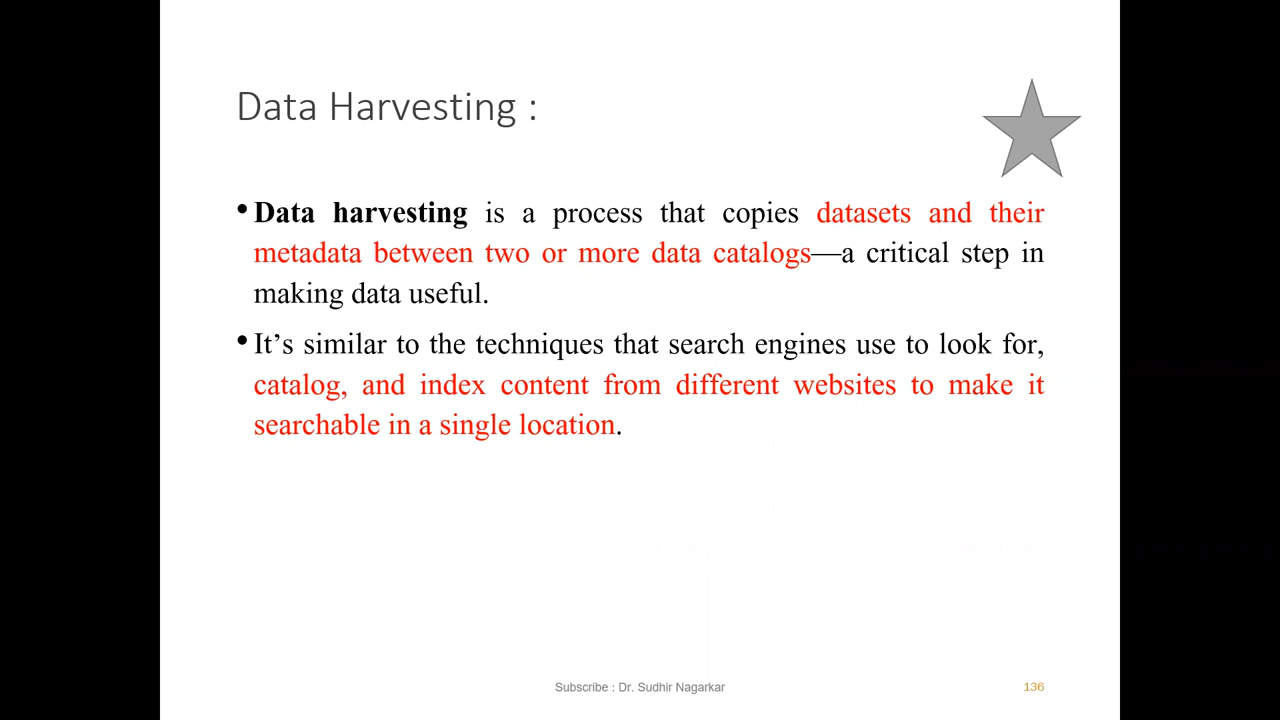 Data Harvesting :
•Data harvesting is a process that copies datasets and their
metadata between two or more data catalogs—a critical step in
making data useful.
•It’s similar to the techniques that search engines use to look for,
catalog, and index content from different websites to make it
searchable in a single location.
Subscribe : Dr. Sudhir Nagarkar
136